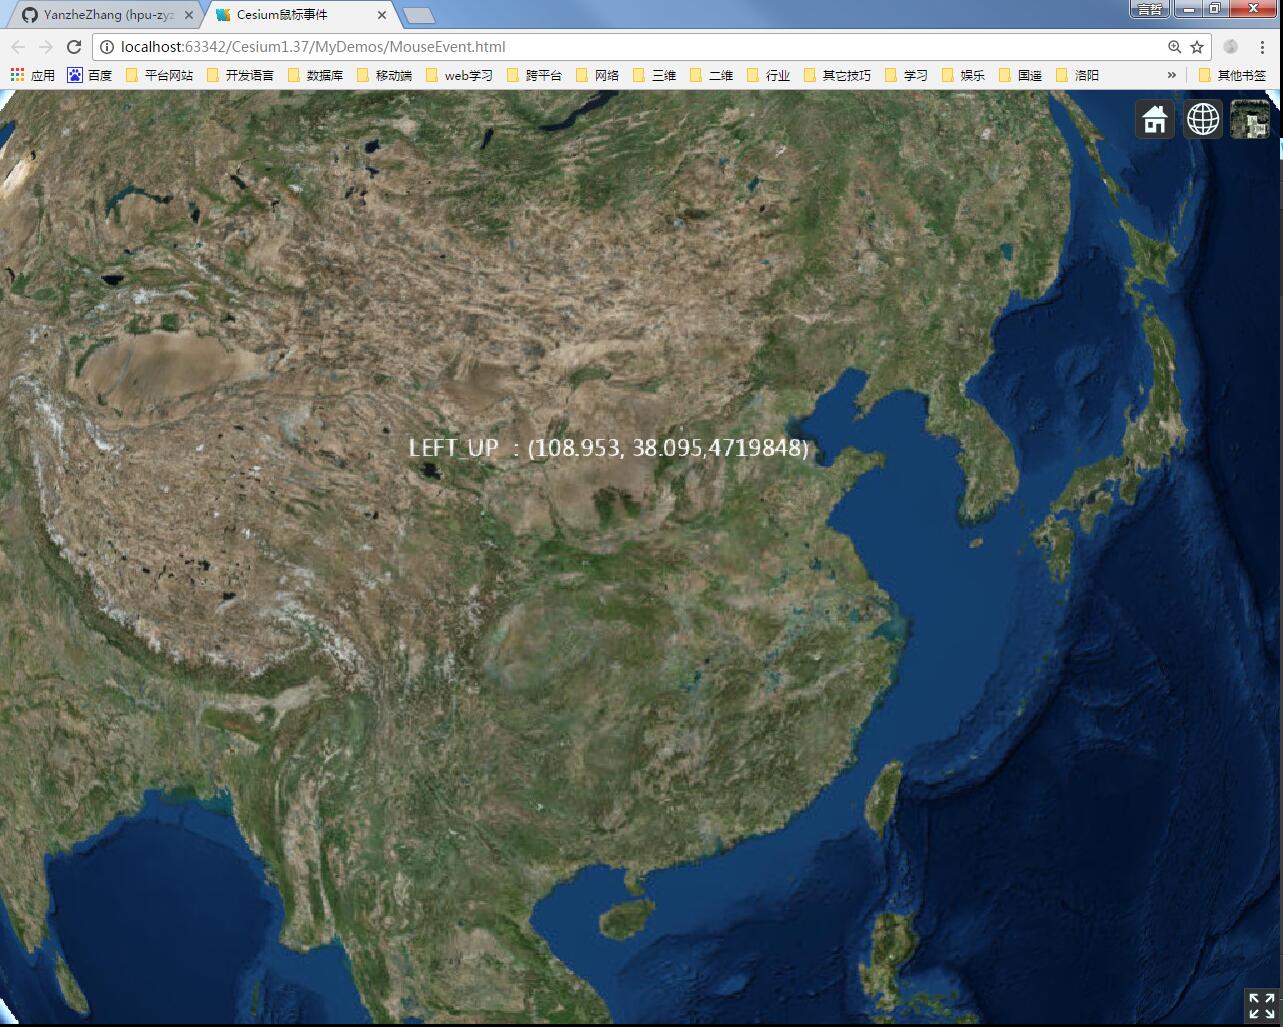 YanzheZhang (hpu-zyz
Cesium鼠标事件
言哲
localhost:63342/Cesium1.37/MyDemos/MouseEvent.html
应用 百度 平台网站 开发语言 数据库 移动端 web学习 跨平台 网络 三维 二维 行业 其它技巧 学习 娱乐 国遥 洛阳 » 其他书签
LEFT_UP : (108.953, 38.095,4719848)